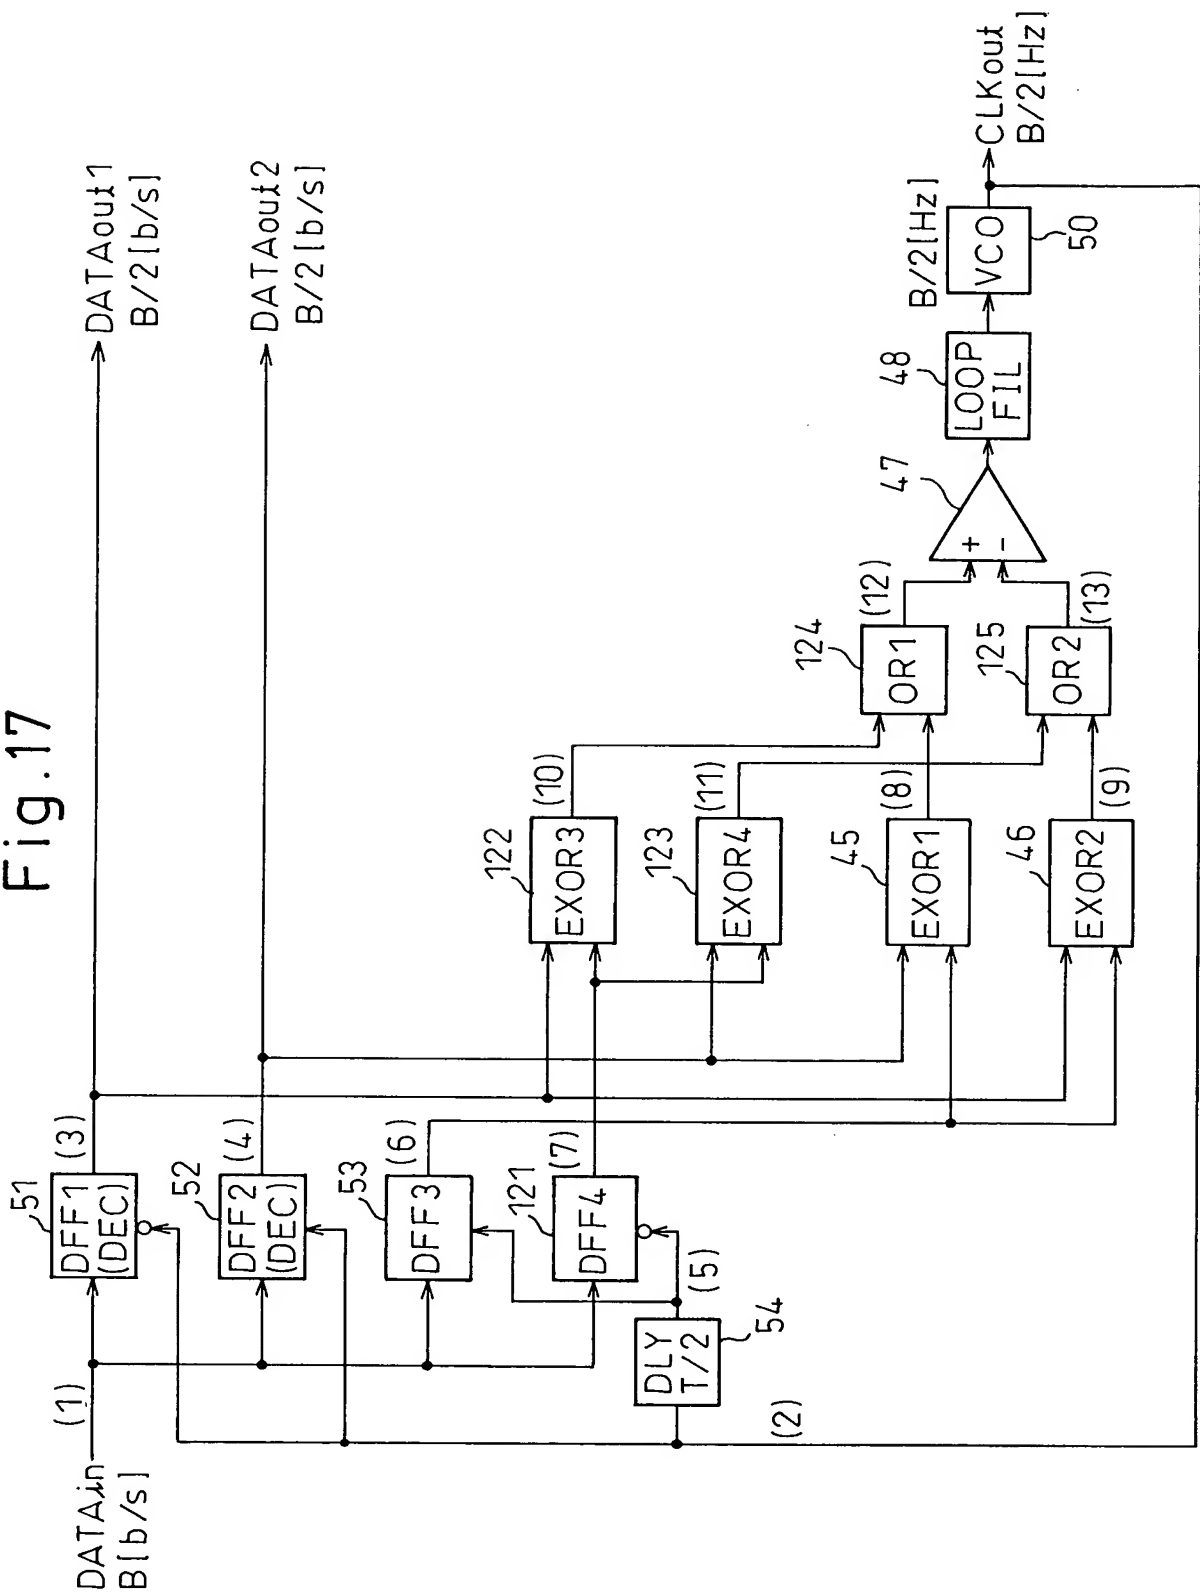 Fig.17
DATAin
B[b/s]
(1)
51
DFF1
(DEC)
(3)
DATAout1
B/2[b/s]
52
DFF2
(DEC)
(4)
DATAout2
B/2[b/s]
53
DFF3
(6)
121
DFF4
(7)
(5)
DLY
T/2
54
(2)
122
EXOR3
(10)
123
EXOR4
(11)
45
EXOR1
(8)
46
EXOR2
(9)
124
OR1
(12)
125
OR2
(13)
47
+
-
48
LOOP
FIL
B/2[Hz]
VCO
50
CLKout
B/2[Hz]